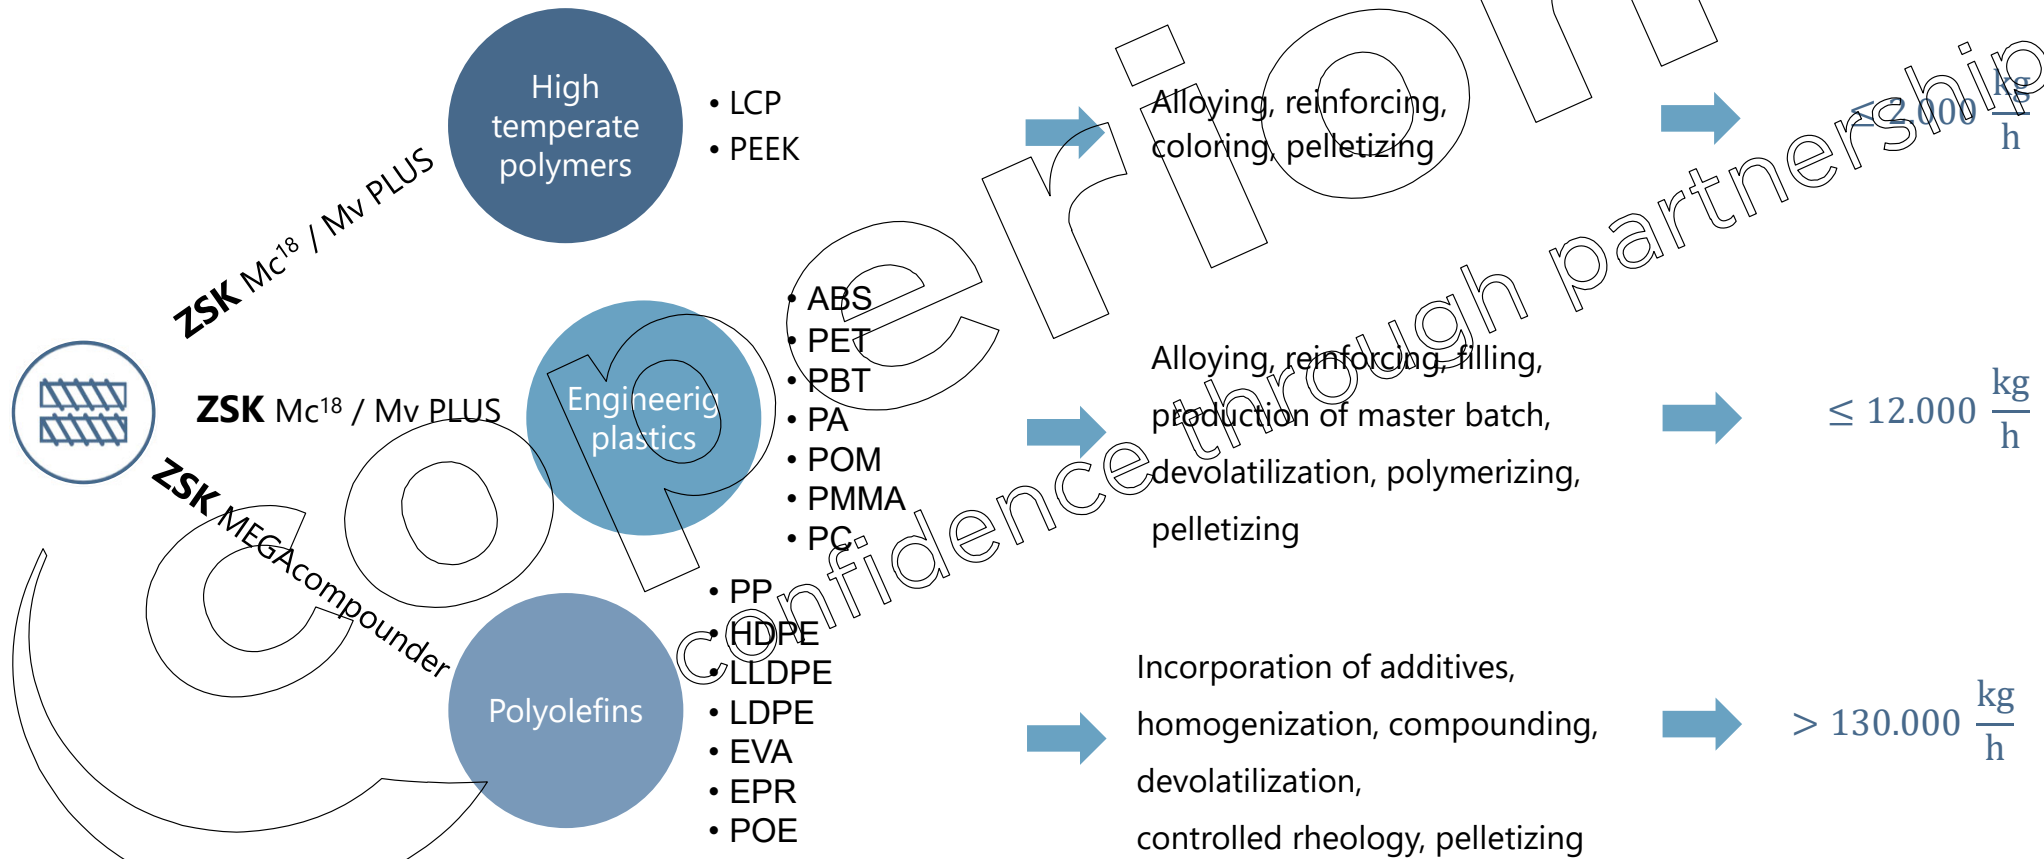 High
temperate
polymers
• LCP
• PEEK
Alloying, reinforcing,
coloring, pelletizing
≤ 2.000 kg/h
ZSK Mc¹⁸ / Mv PLUS
ZSK Mc¹⁸ / Mv PLUS
Engineerig
plastics
• ABS
• PET
• PBT
• PA
• POM
• PMMA
• PC
Alloying, reinforcing, filling,
production of master batch,
devolatilization, polymerizing,
pelletizing
≤ 12.000 kg/h
ZSK MEGAcompounder
Polyolefins
• PP
• HDPE
• LLDPE
• LDPE
• EVA
• EPR
• POE
Incorporation of additives,
homogenization, compounding,
devolatilization,
controlled rheology, pelletizing
> 130.000 kg/h
coperion
confidence through partnership